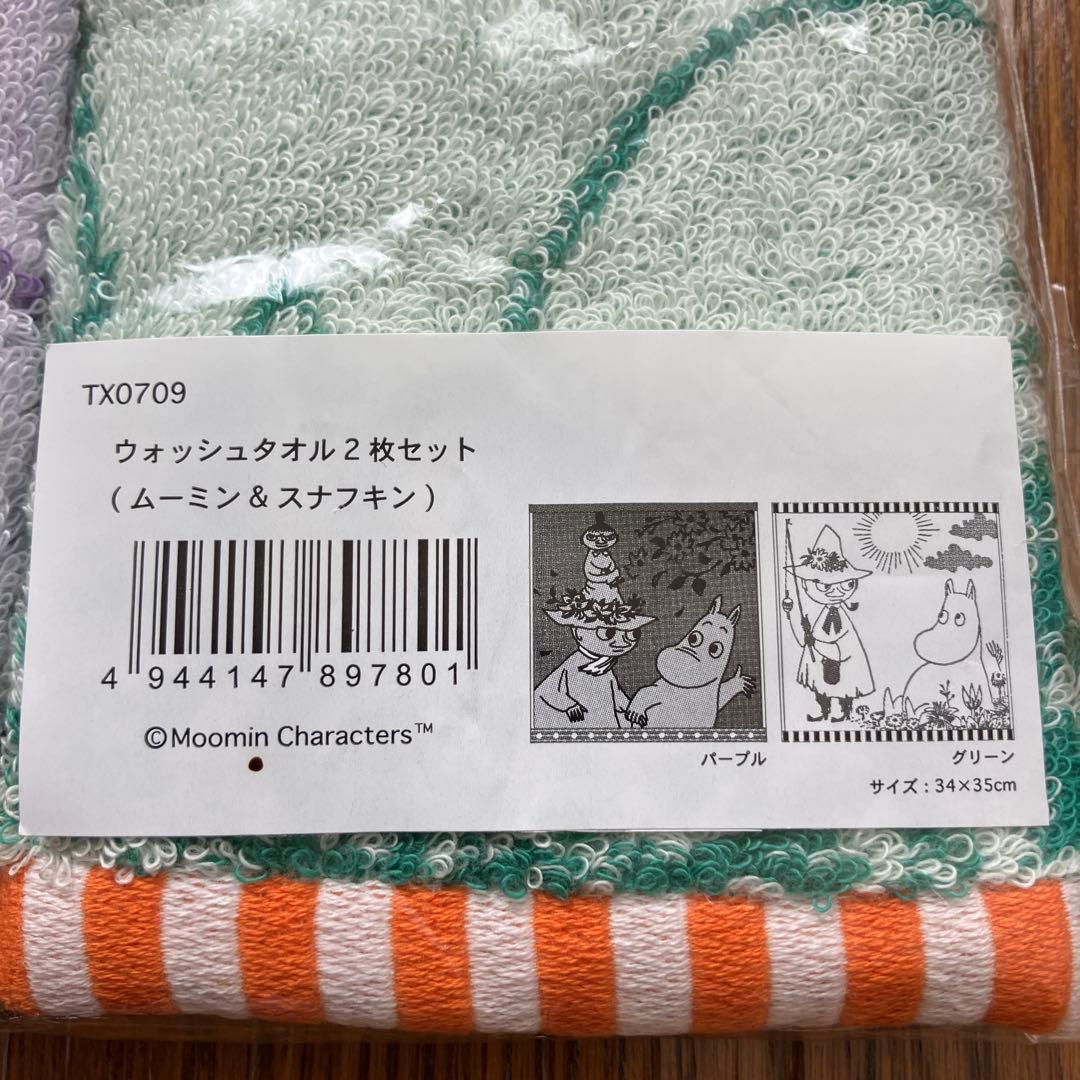 TX0709
ウォッシュタオル2枚セット
(ムーミン&スナフキン)
4 944147 897801
©Moomin Characters™
パープル
グリーン
サイズ：34×35cm